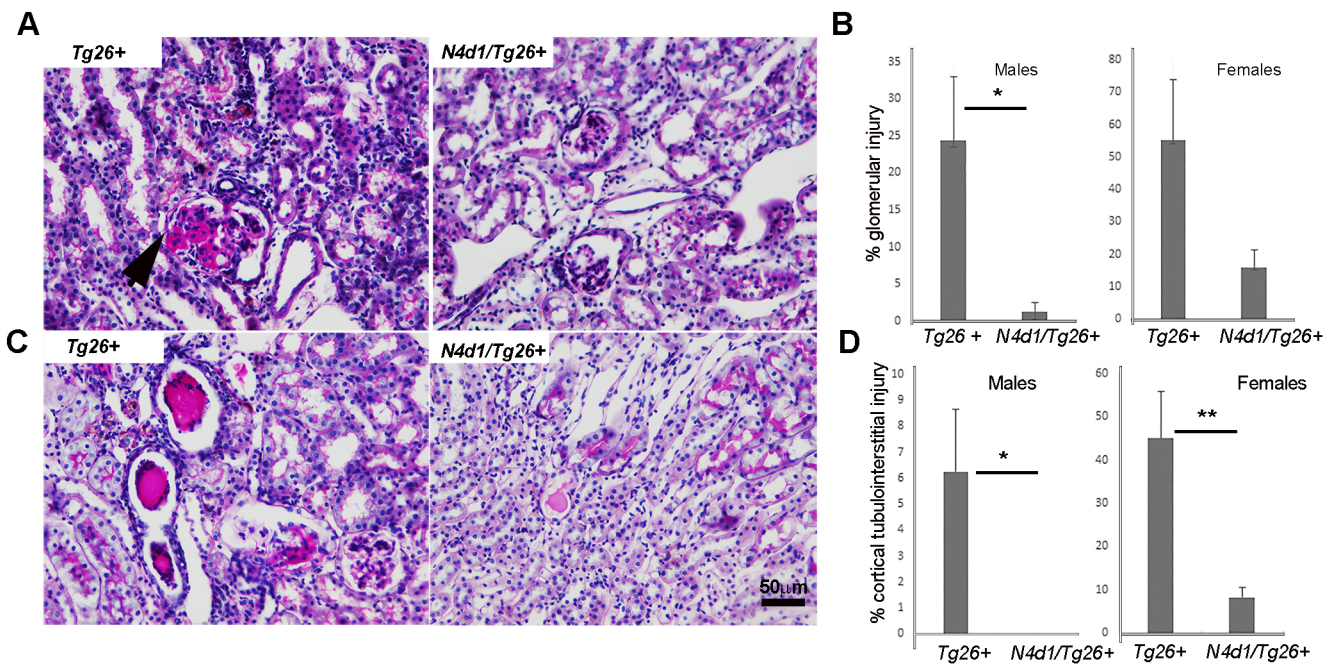 A
Tg26+
N4d1/Tg26+
B
% glomerular injury
35
30
25
20
15
10
5
0
Males
*
Tg26 +
N4d1/Tg26+
80
70
60
50
40
30
20
10
0
Females
Tg26+
N4d1/Tg26+
C
Tg26+
N4d1/Tg26+
50µm
D
% cortical tubulointerstitial injury
10
9
8
7
6
5
4
3
2
1
0
Males
*
Tg26+
N4d1/Tg26+
60
50
40
30
20
10
0
Females
**
Tg26+
N4d1/Tg26+